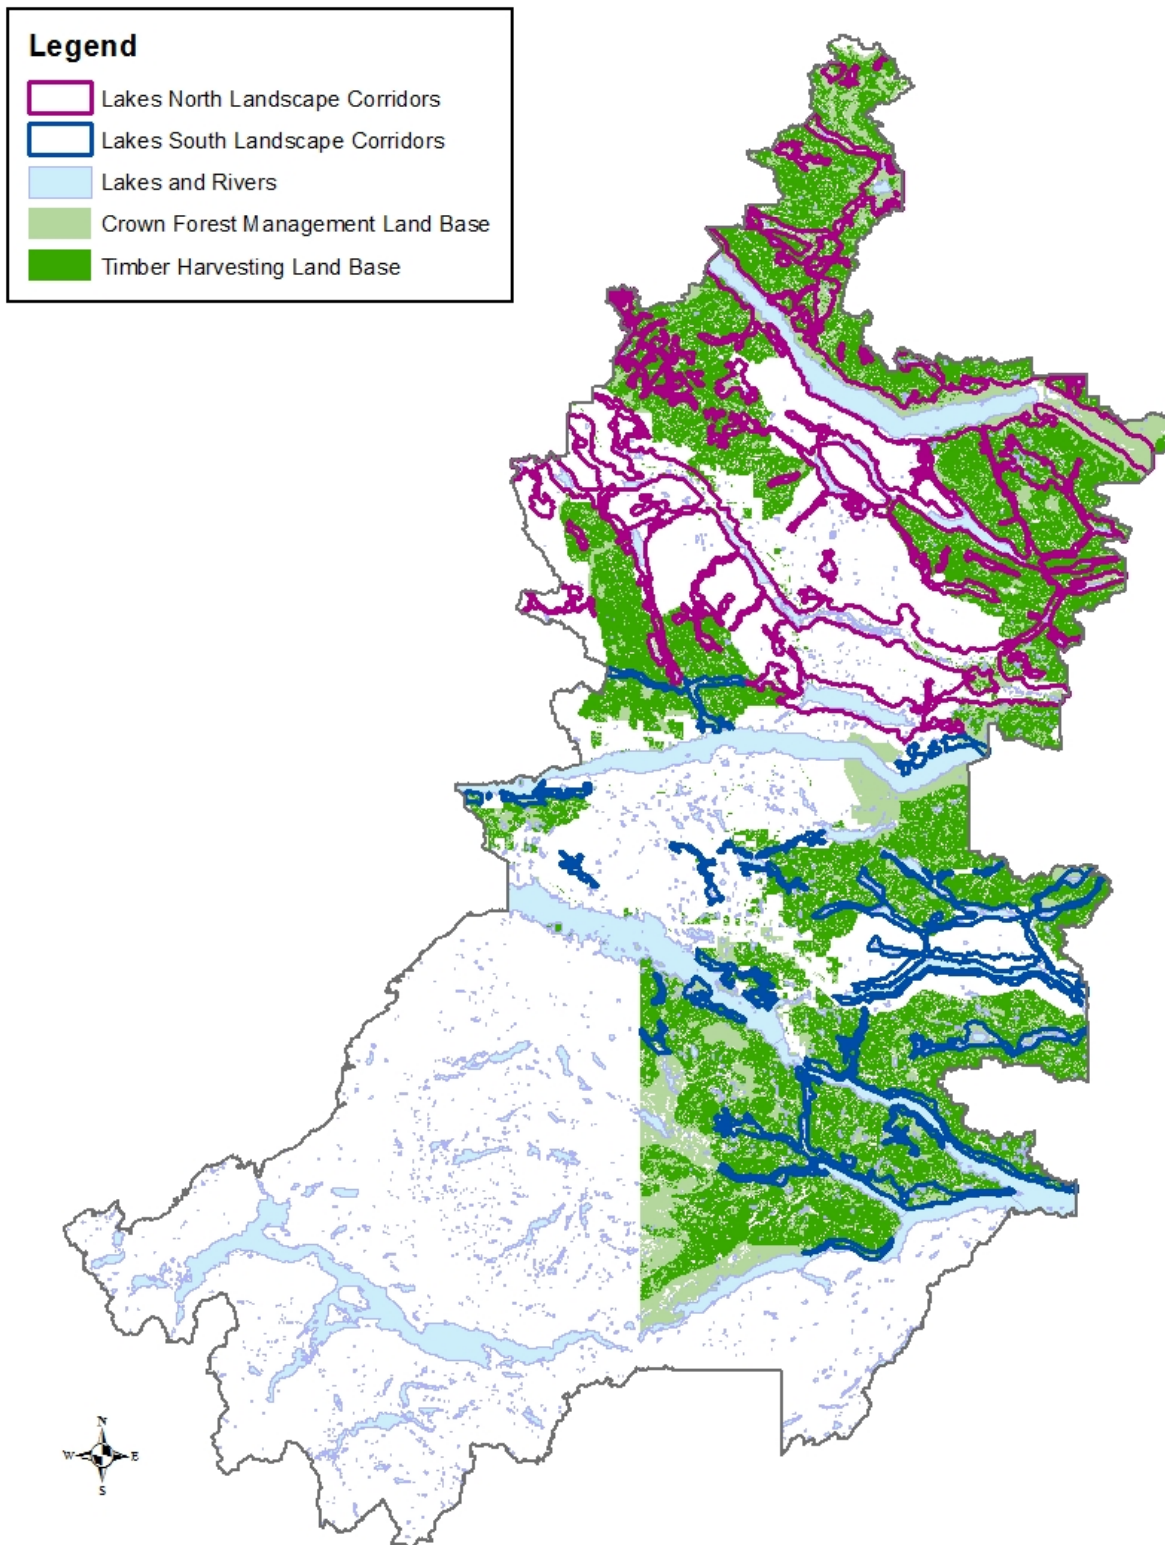 Legend
Lakes North Landscape Corridors
Lakes South Landscape Corridors
Lakes and Rivers
Crown Forest Management Land Base
Timber Harvesting Land Base
N
W E
S